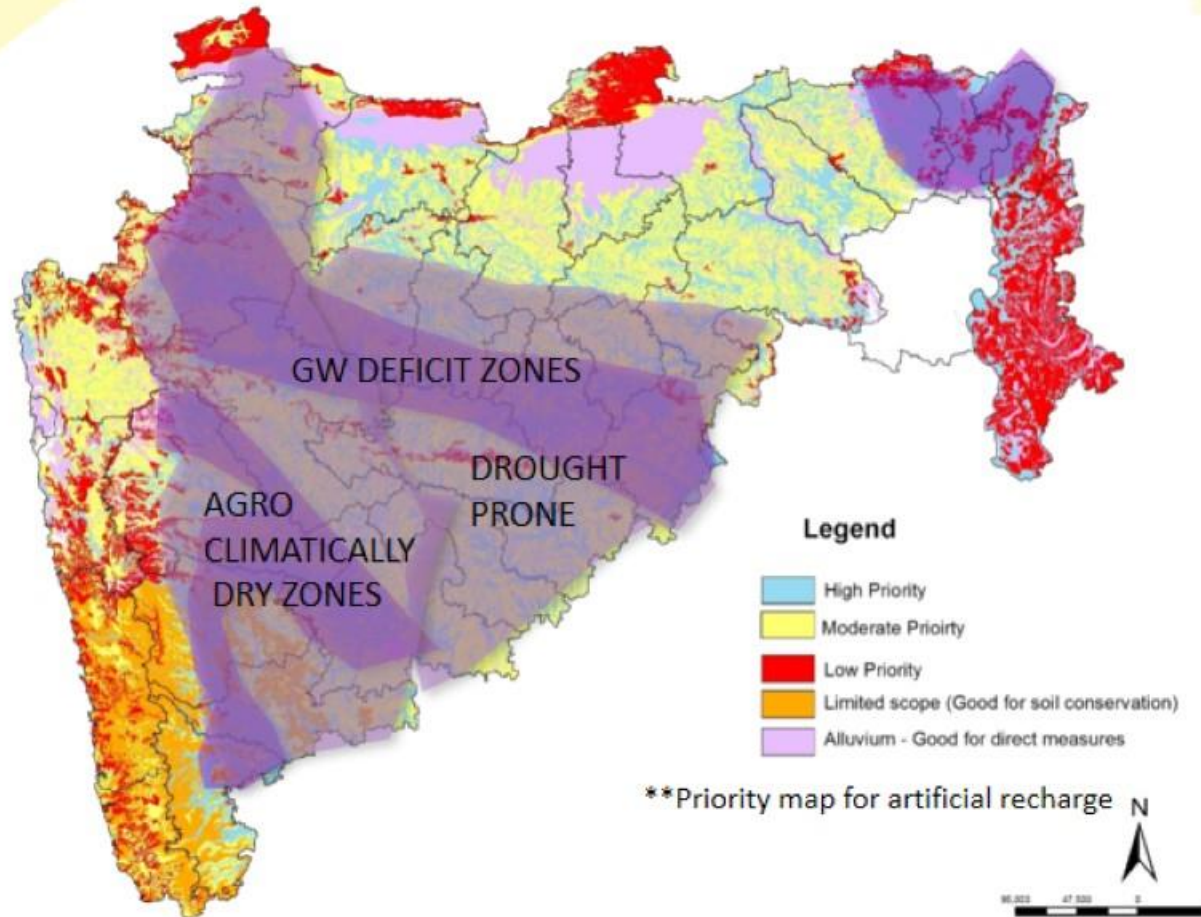 GW DEFICIT ZONES
DROUGHT
PRONE
AGRO
CLIMATICALLY
DRY ZONES
Legend
High Priority
Moderate Prioirty
Low Priority
Limited scope (Good for soil conservation)
Alluvium - Good for direct measures
**Priority map for artificial recharge
N
0